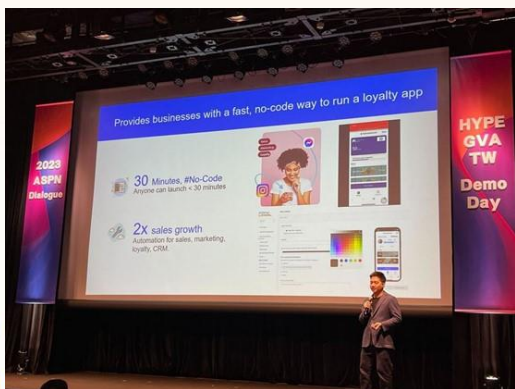 Provides businesses with a fast, no-code way to run a loyalty app
2023
ASPN
Dialogue
30 Minutes, #No-Code
Anyone can launch < 30 minutes
2x sales growth
Automation for sales, marketing,
loyalty, CRM
HYPE
GVA
TW
Demo
Day